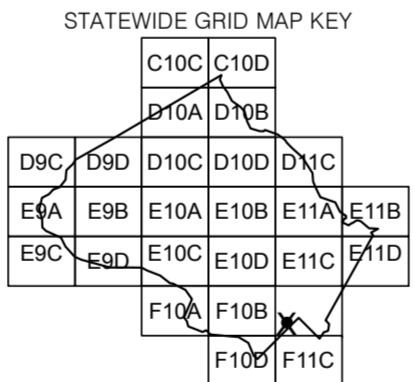 STATEWIDE GRID MAP KEY
C10C C10D
D10A D10B
D9C D9D D10C D10D D11C
E9A E9B E10A E10B E11A E11B
E9C E9D E10C E10D E11C E11D
F10A F10B
F10D F11C